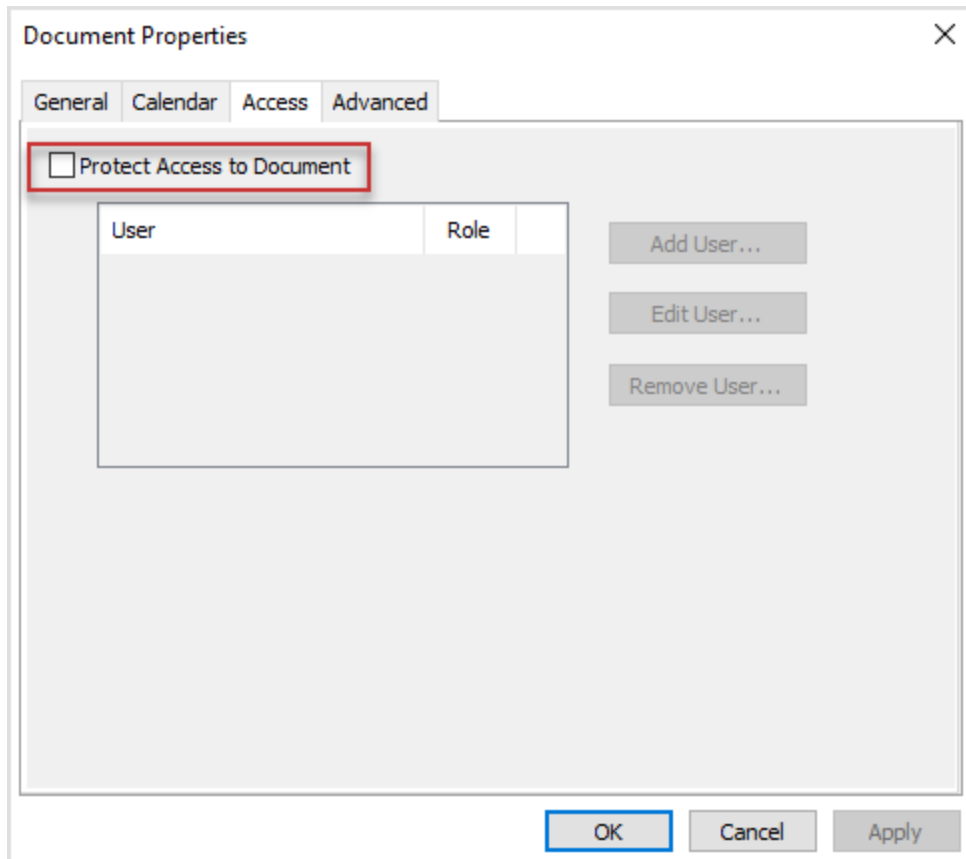 Document Properties
General Calendar Access Advanced
Protect Access to Document
User Role
Add User...
Edit User...
Remove User...
OK Cancel Apply